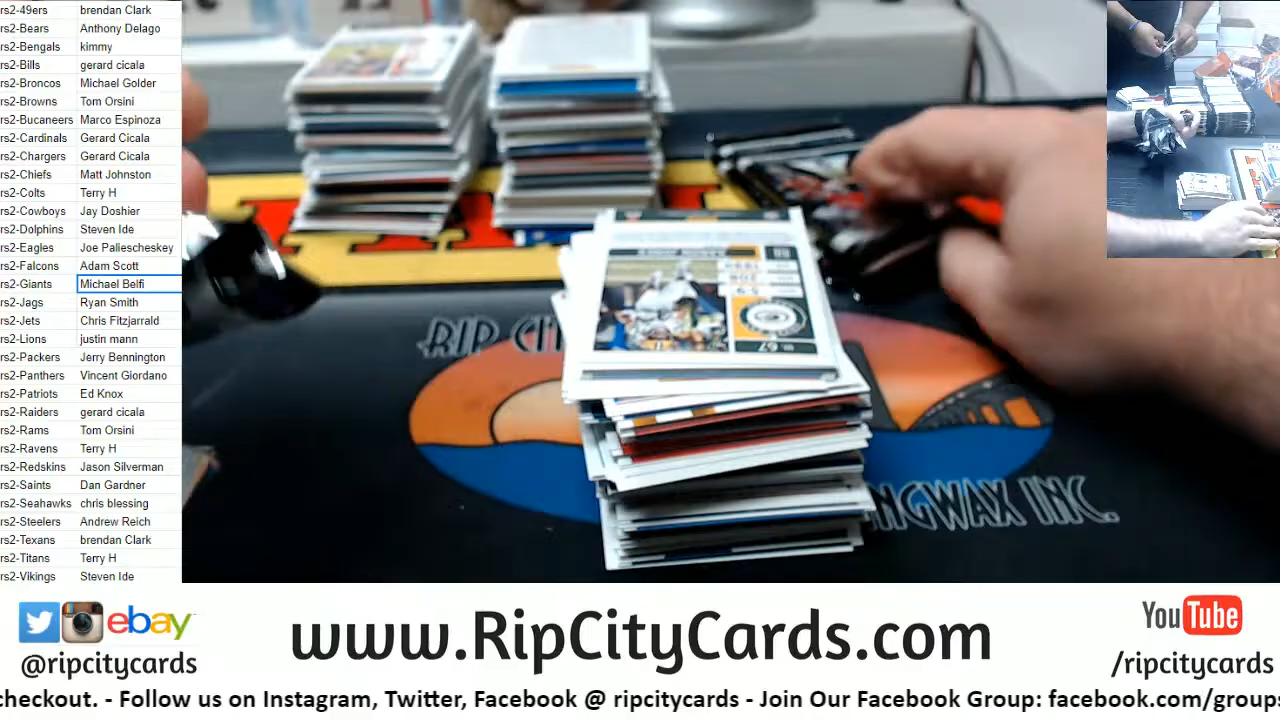 rs2-49ers brendan Clark
rs2-Bears Anthony Delago
rs2-Bengals kimmy
rs2-Bills gerard cicala
rs2-Broncos Michael Golder
rs2-Browns Tom Orsini
rs2-Bucaneers Marco Espinoza
rs2-Cardinals Gerard Cicala
rs2-Chargers Gerard Cicala
rs2-Chiefs Matt Johnston
rs2-Colts Terry H
rs2-Cowboys Jay Doshier
rs2-Dolphins Steven Ide
rs2-Eagles Joe Paliescheskey
rs2-Falcons Adam Scott
rs2-Giants Michael Belfi
rs2-Jags Ryan Smith
rs2-Jets Chris Fitzjarrald
rs2-Lions justin mann
rs2-Packers Jerry Bennington
rs2-Panthers Vincent Giordano
rs2-Patriots Ed Knox
rs2-Raiders gerard cicala
rs2-Rams Tom Orsini
rs2-Ravens Terry H
rs2-Redskins Jason Silverman
rs2-Saints Dan Gardner
rs2-Seahawks chris blessing
rs2-Steelers Andrew Reich
rs2-Texans brendan Clark
rs2-Titans Terry H
rs2-Vikings Steven Ide
RIP CI
NGWAX INC.
ebay
@ripcitycards
www.RipCityCards.com
YouTube
/ripcitycards
checkout. - Follow us on Instagram, Twitter, Facebook @ ripcitycards - Join Our Facebook Group: facebook.com/groups